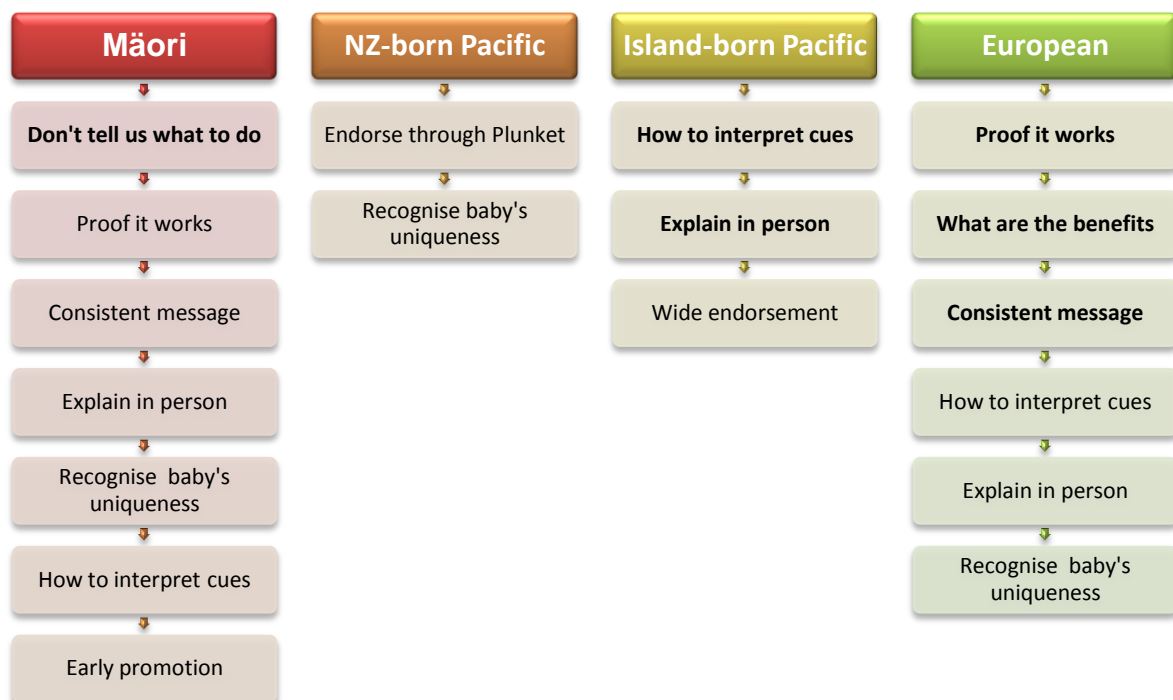 Mäori
Don't tell us what to do
Proof it works
Consistent message
Explain in person
Recognise baby's
uniqueness
How to interpret cues
Early promotion
NZ-born Pacific
Endorse through Plunket
Recognise baby's
uniqueness
Island-born Pacific
How to interpret cues
Explain in person
Wide endorsement
European
Proof it works
What are the benefits
Consistent message
How to interpret cues
Explain in person
Recognise baby's
uniqueness